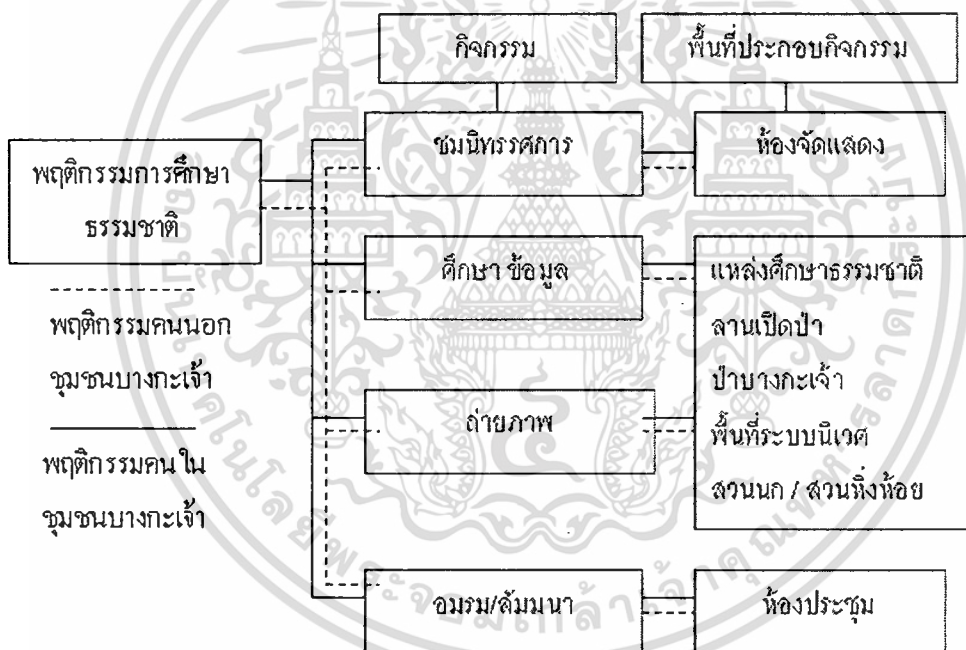 กิจกรรม
พื้นที่ประกอบกิจกรรม
ชมนิทรรศการ
ห้องจัดแสดง
พฤติกรรมการศึกษา
ธรรมชาติ
ศึกษา ข้อมูล
แหล่งศึกษาธรรมชาติ
ลานเปิดป่า
ป่าบางกะเจ้า
พื้นที่ระบบนิเวศ
สวนนก / สวนหิ่งห้อย
พฤติกรรมคนนอก
ชุมชนบางกะเจ้า
ถ่ายภาพ
พฤติกรรมคนใน
ชุมชนบางกะเจ้า
อมรม/สัมมนา
ห้องประชุม